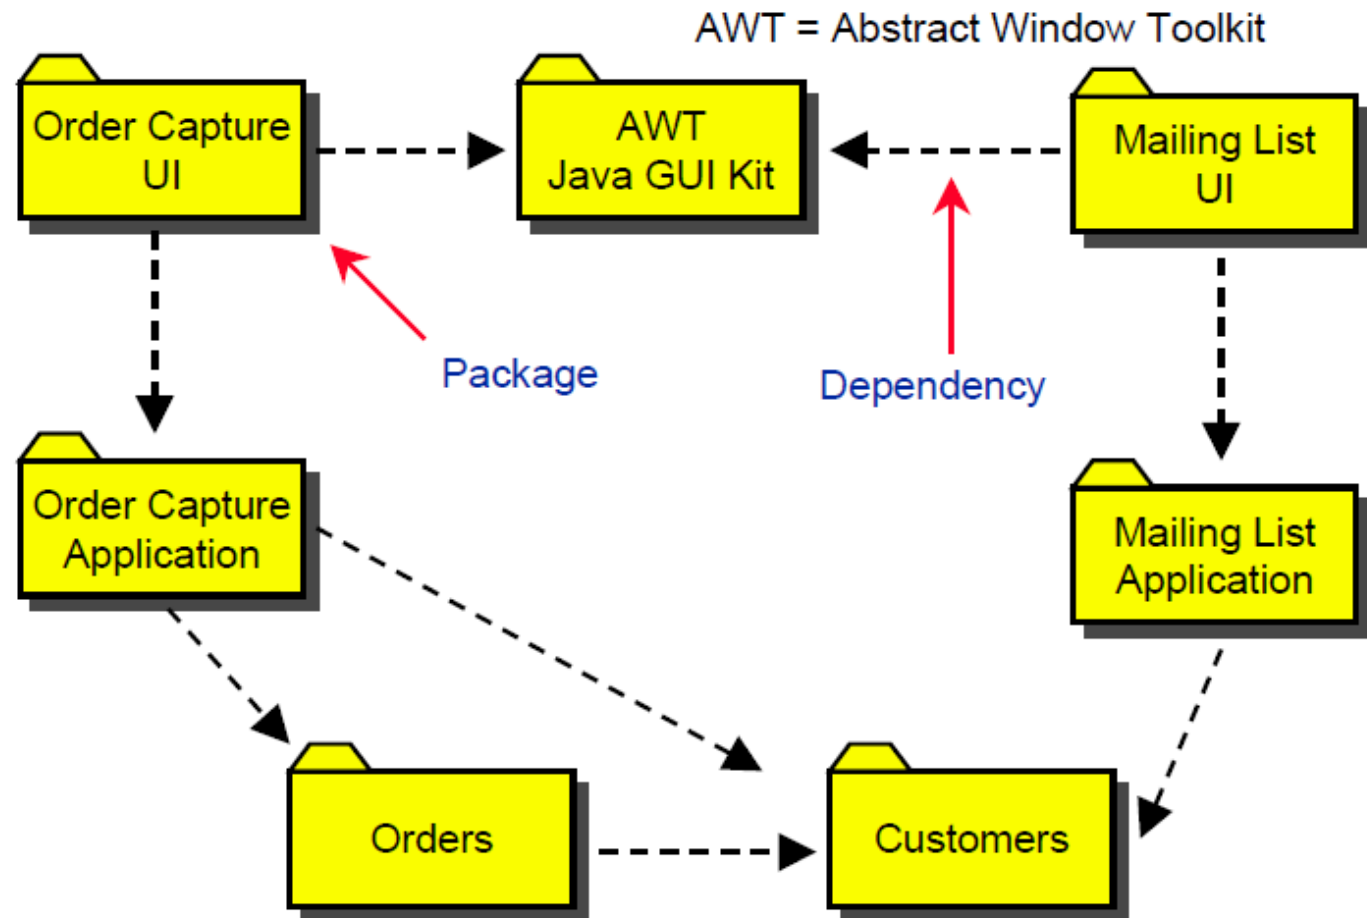 AWT = Abstract Window Toolkit
Order Capture
UI
AWT
Java GUI Kit
Mailing List
UI
Package
Dependency
Order Capture
Application
Mailing List
Application
Orders
Customers